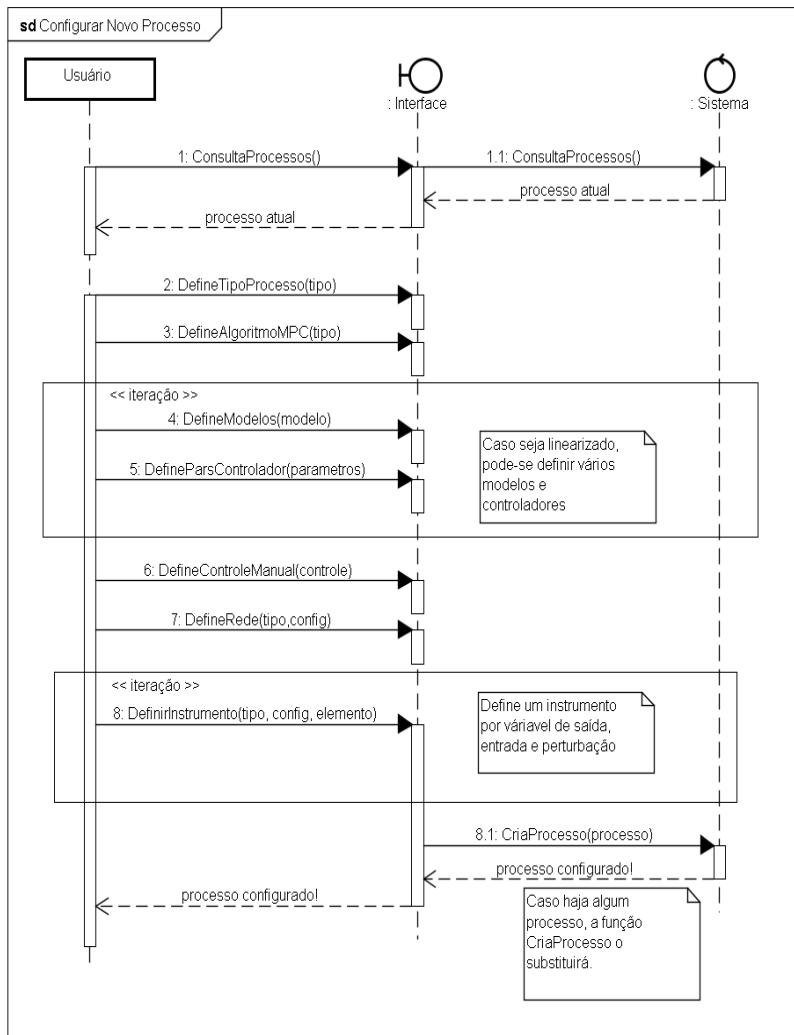 sd Configurar Novo Processo
Usuário
: Interface
: Sistema
1: ConsultaProcessos()
1.1: ConsultaProcessos()
processo atual
processo atual
2: DefineTipoProcesso(tipo)
3: DefineAlgoritmoMPC(tipo)
<< iteração >>
4: DefineModelos(modelo)
Caso seja linearizado,
pode-se definir vários
modelos e
controladores
5: DefineParsControlador(parametros)
6: DefineControleManual(controle)
7: DefineRede(tipo,config)
<< iteração >>
8: DefinirInstrumento(tipo, config, elemento)
Define um instrumento
por váriavel de saída,
entrada e perturbação
8.1: CriaProcesso(processo)
processo configurado!
processo configurado!
Caso haja algum
processo, a função
CriaProcesso o
substituirá.